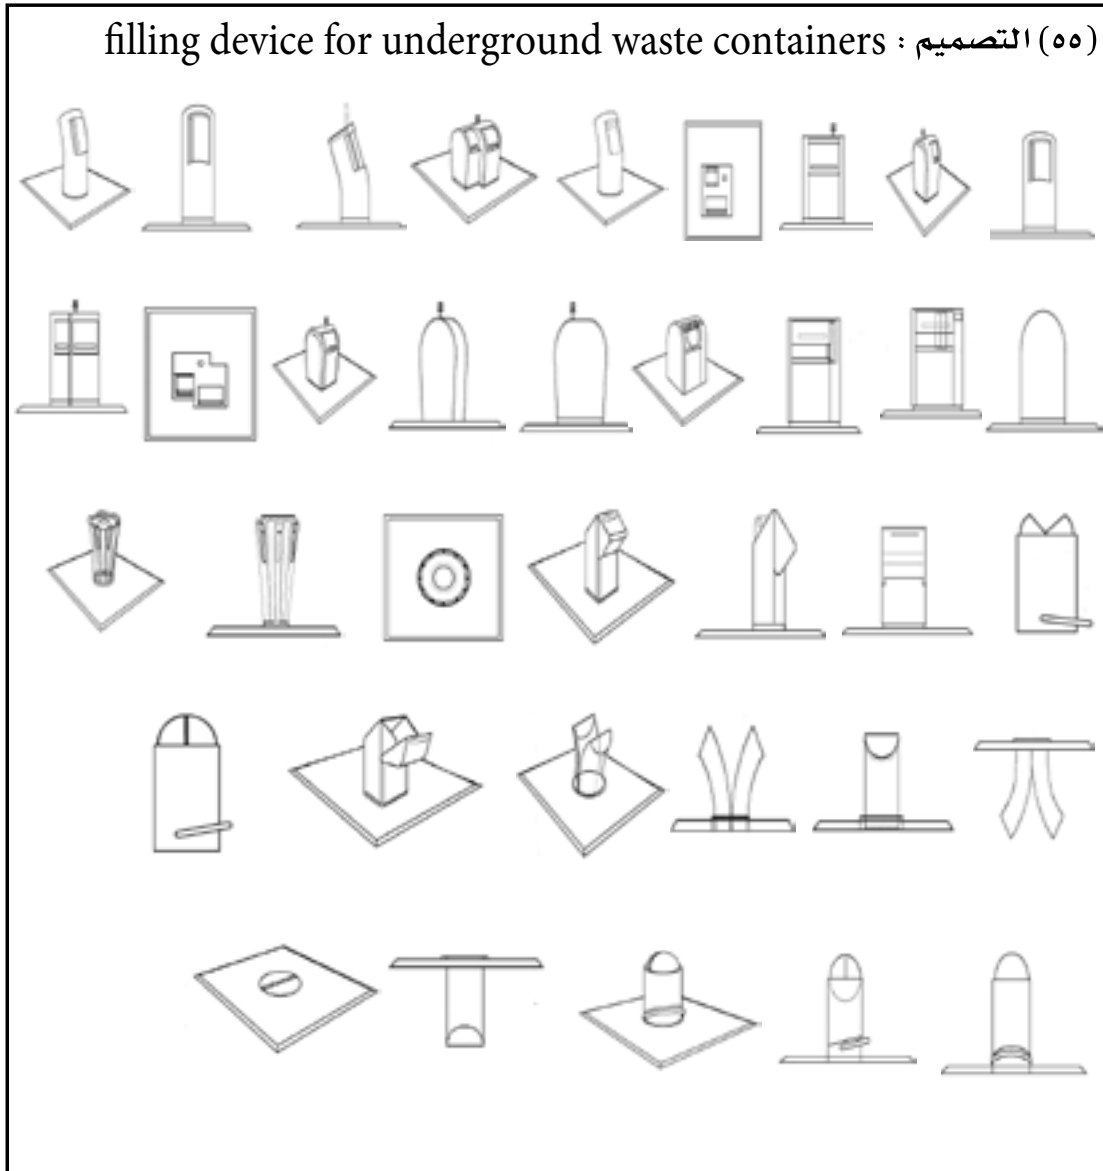 (٥٥) التصميم : filling device for underground waste containers